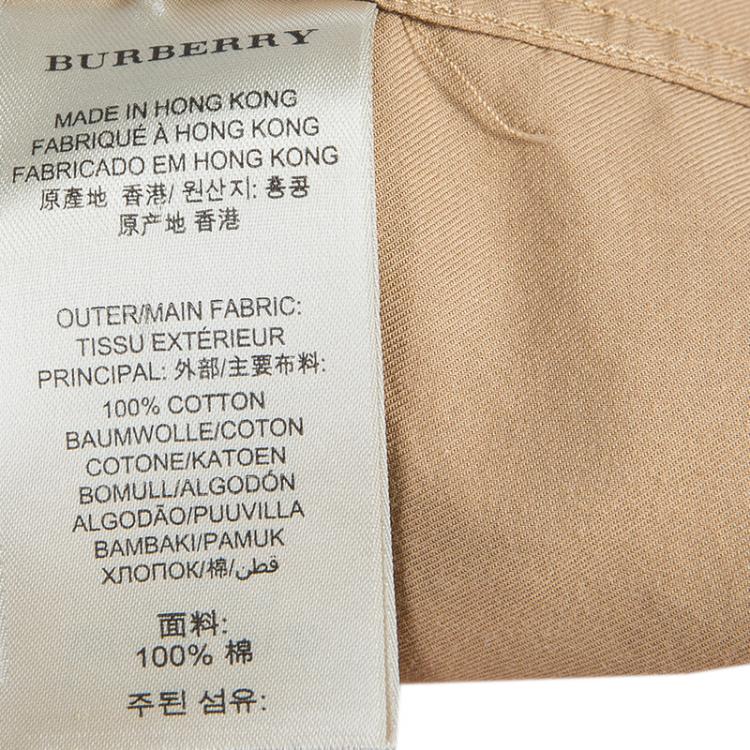 BURBERRY
MADE IN HONG KONG
FABRIQUÉ À HONG KONG
FABRICADO EM HONG KONG
原產地 香港/ 원산지: 홍콩
原产地 香港
OUTER/MAIN FABRIC:
TISSU EXTÉRIEUR
PRINCIPAL: 外部/主要布料:
100% COTTON
BAUMWOLLE/COTON
COTONE/KATOEN
BOMULL/ALGODÓN
ALGODÃO/PUUVILLA
BAMBAKI/PAMUK
ХЛОПОК/棉/قطن
面料:
100% 棉
주된 섬유: